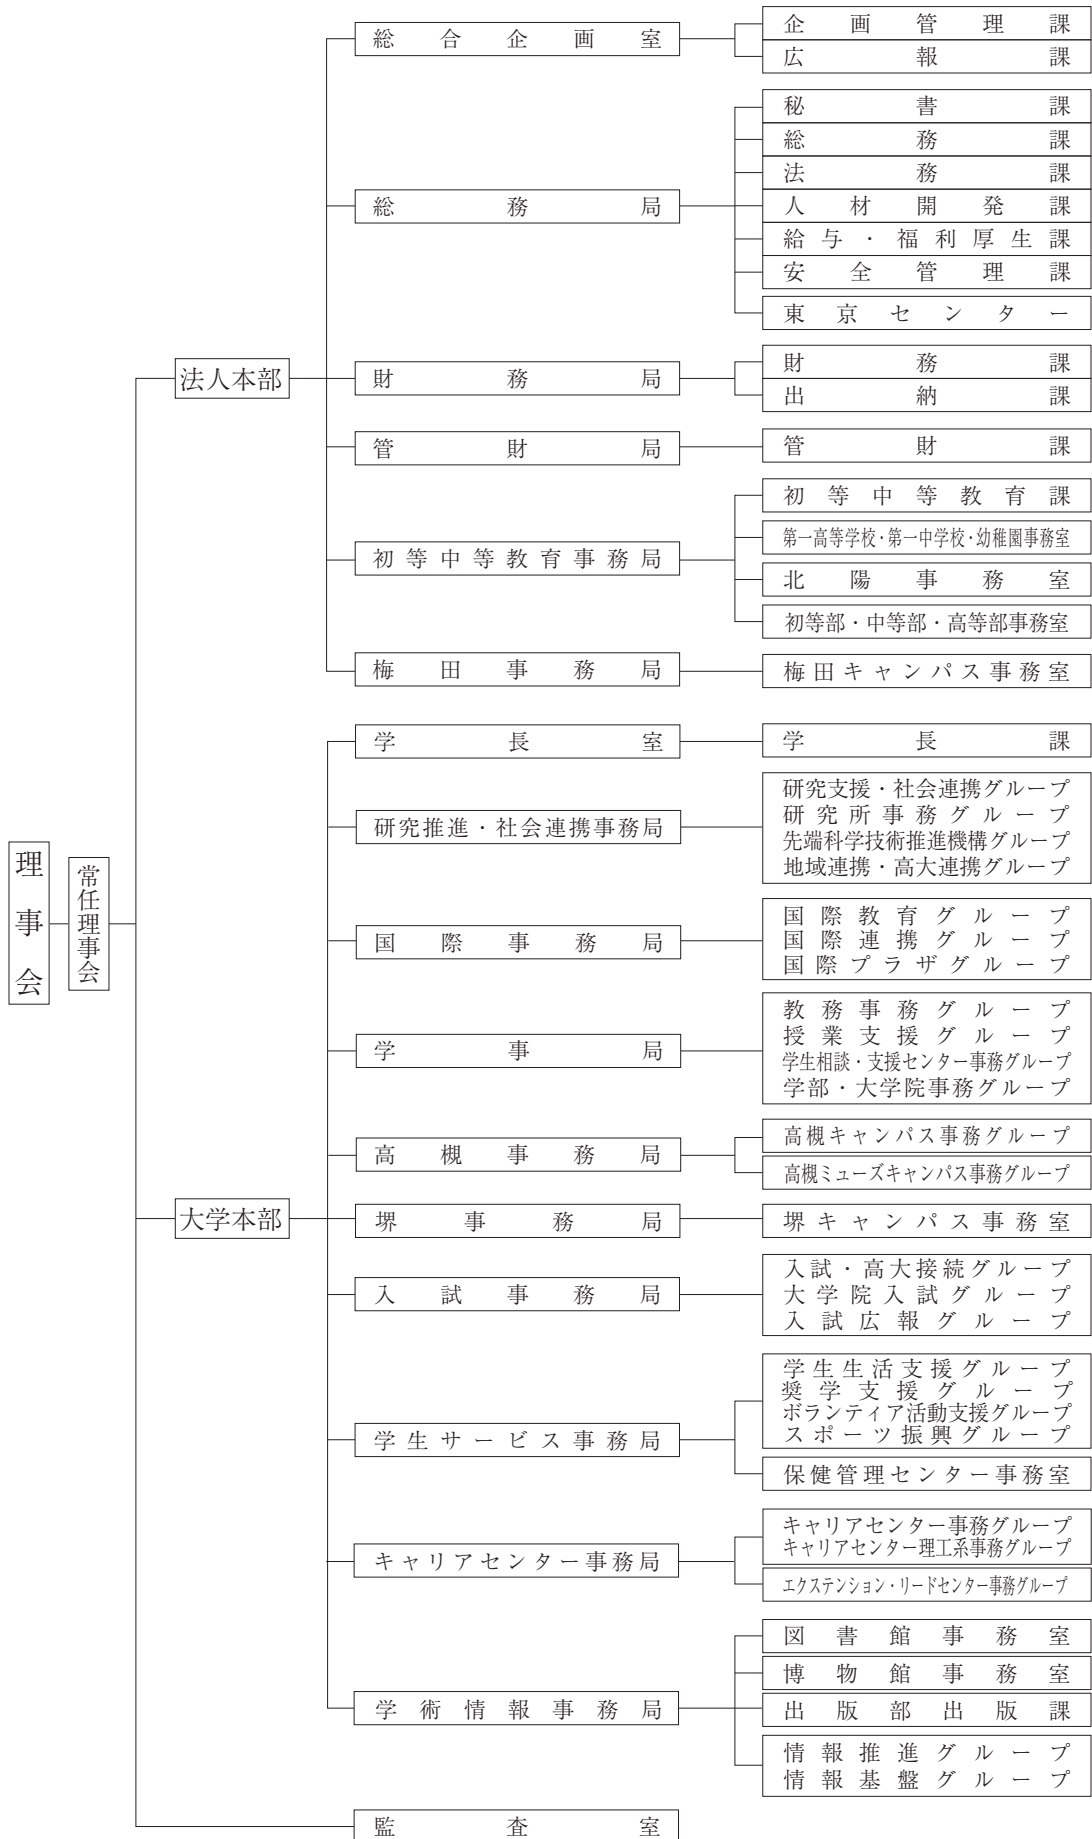 理事会
常任理事会
法人本部
総合企画室
企画管理課
広報課
総務局
秘書課
総務課
法務課
人材開発課
給与・福利厚生課
安全管理課
東京センター
財務局
財務課
出納課
管財局
管財課
初等中等教育事務局
初等中等教育課
第一高等学校・第一中学校・幼稚園事務室
北陽事務室
初等部・中等部・高等部事務室
梅田事務局
梅田キャンパス事務室
大学本部
学長室
学長課
研究推進・社会連携事務局
研究支援・社会連携グループ
研究所事務グループ
先端科学技術推進機構グループ
地域連携・高大連携グループ
国際事務局
国際教育グループ
国際連携グループ
国際プラザグループ
学事局
教務事務グループ
授業支援グループ
学生相談・支援センター事務グループ
学部・大学院事務グループ
高槻事務局
高槻キャンパス事務グループ
高槻ミューズキャンパス事務グループ
堺事務局
堺キャンパス事務室
入試事務局
入試・高大接続グループ
大学院入試グループ
入試広報グループ
学生サービス事務局
学生生活支援グループ
奨学支援グループ
ボランティア活動支援グループ
スポーツ振興グループ
保健管理センター事務室
キャリアセンター事務局
キャリアセンター事務グループ
キャリアセンター理工系事務グループ
エクステンション・リードセンター事務グループ
学術情報事務局
図書館事務室
博物館事務室
出版部出版課
情報推進グループ
情報基盤グループ
監査室